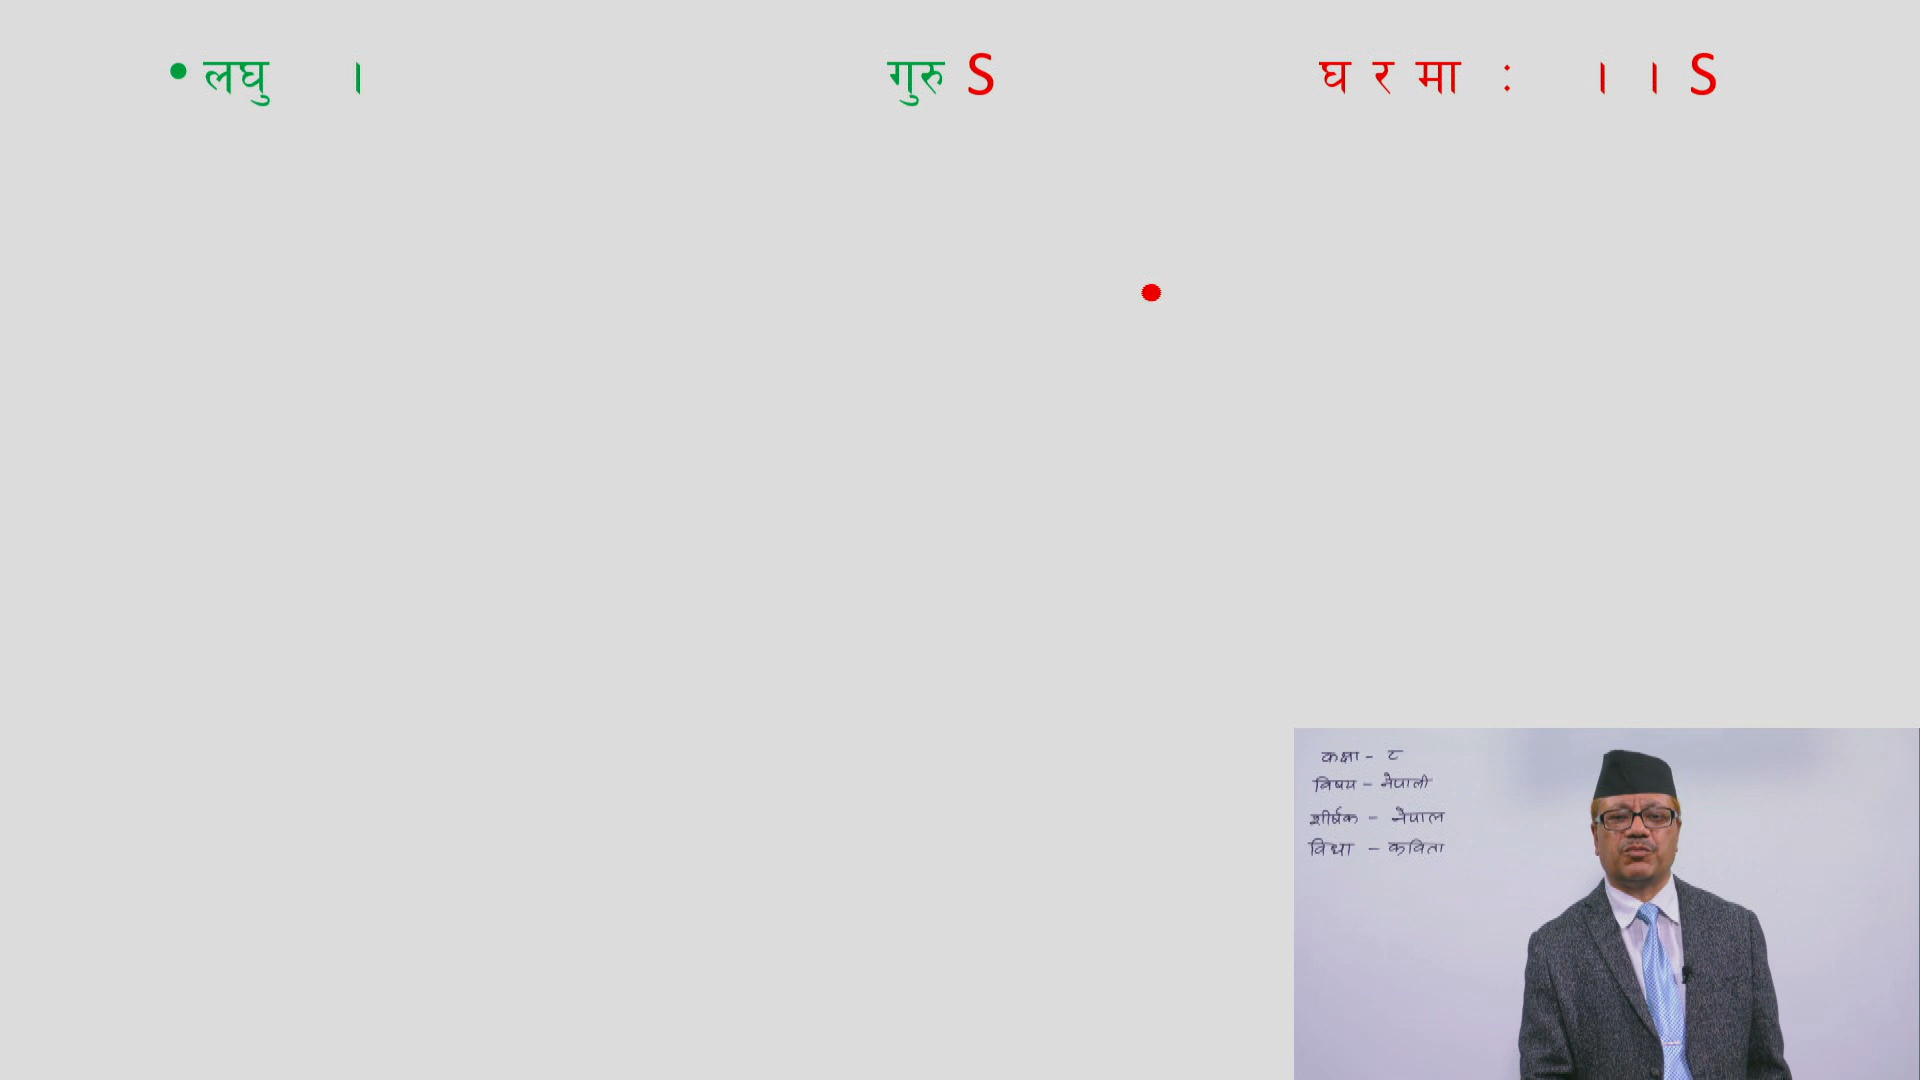 • लघु । गुरु S घ र मा : । । S
कक्षा - ८
विषय - नेपाली
शीर्षक - नेपाल
विधा - कविता